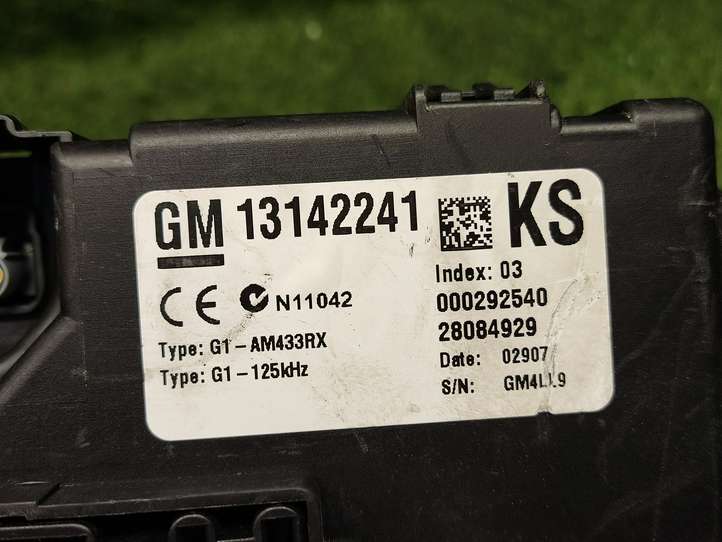 GM 13142241 KS
Index: 03
CE N11042 000292540
28084929
Type: G1-AM433RX
Date: 02907
Type: G1-125kHz
S/N: